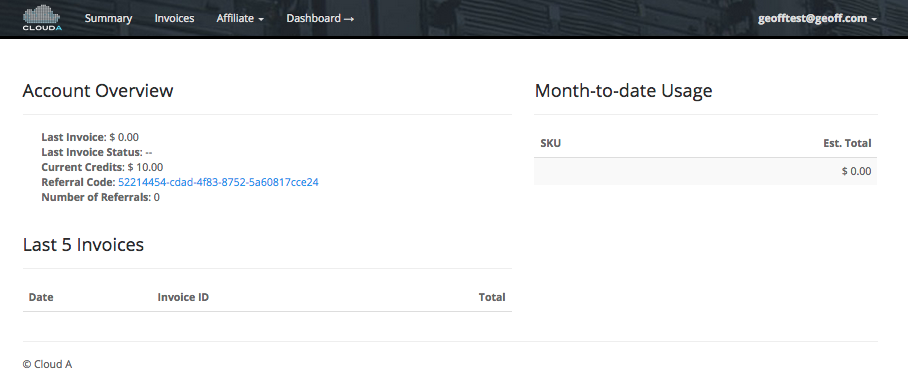 CLOUDA
Summary Invoices Affiliate Dashboard → geofftest@geoff.com
Account Overview
Last Invoice: $ 0.00
Last Invoice Status: --
Current Credits: $ 10.00
Referral Code: 52214454-cdad-4f83-8752-5a60817cce24
Number of Referrals: 0
Last 5 Invoices
Date Invoice ID Total
Month-to-date Usage
SKU Est. Total
$ 0.00
© Cloud A